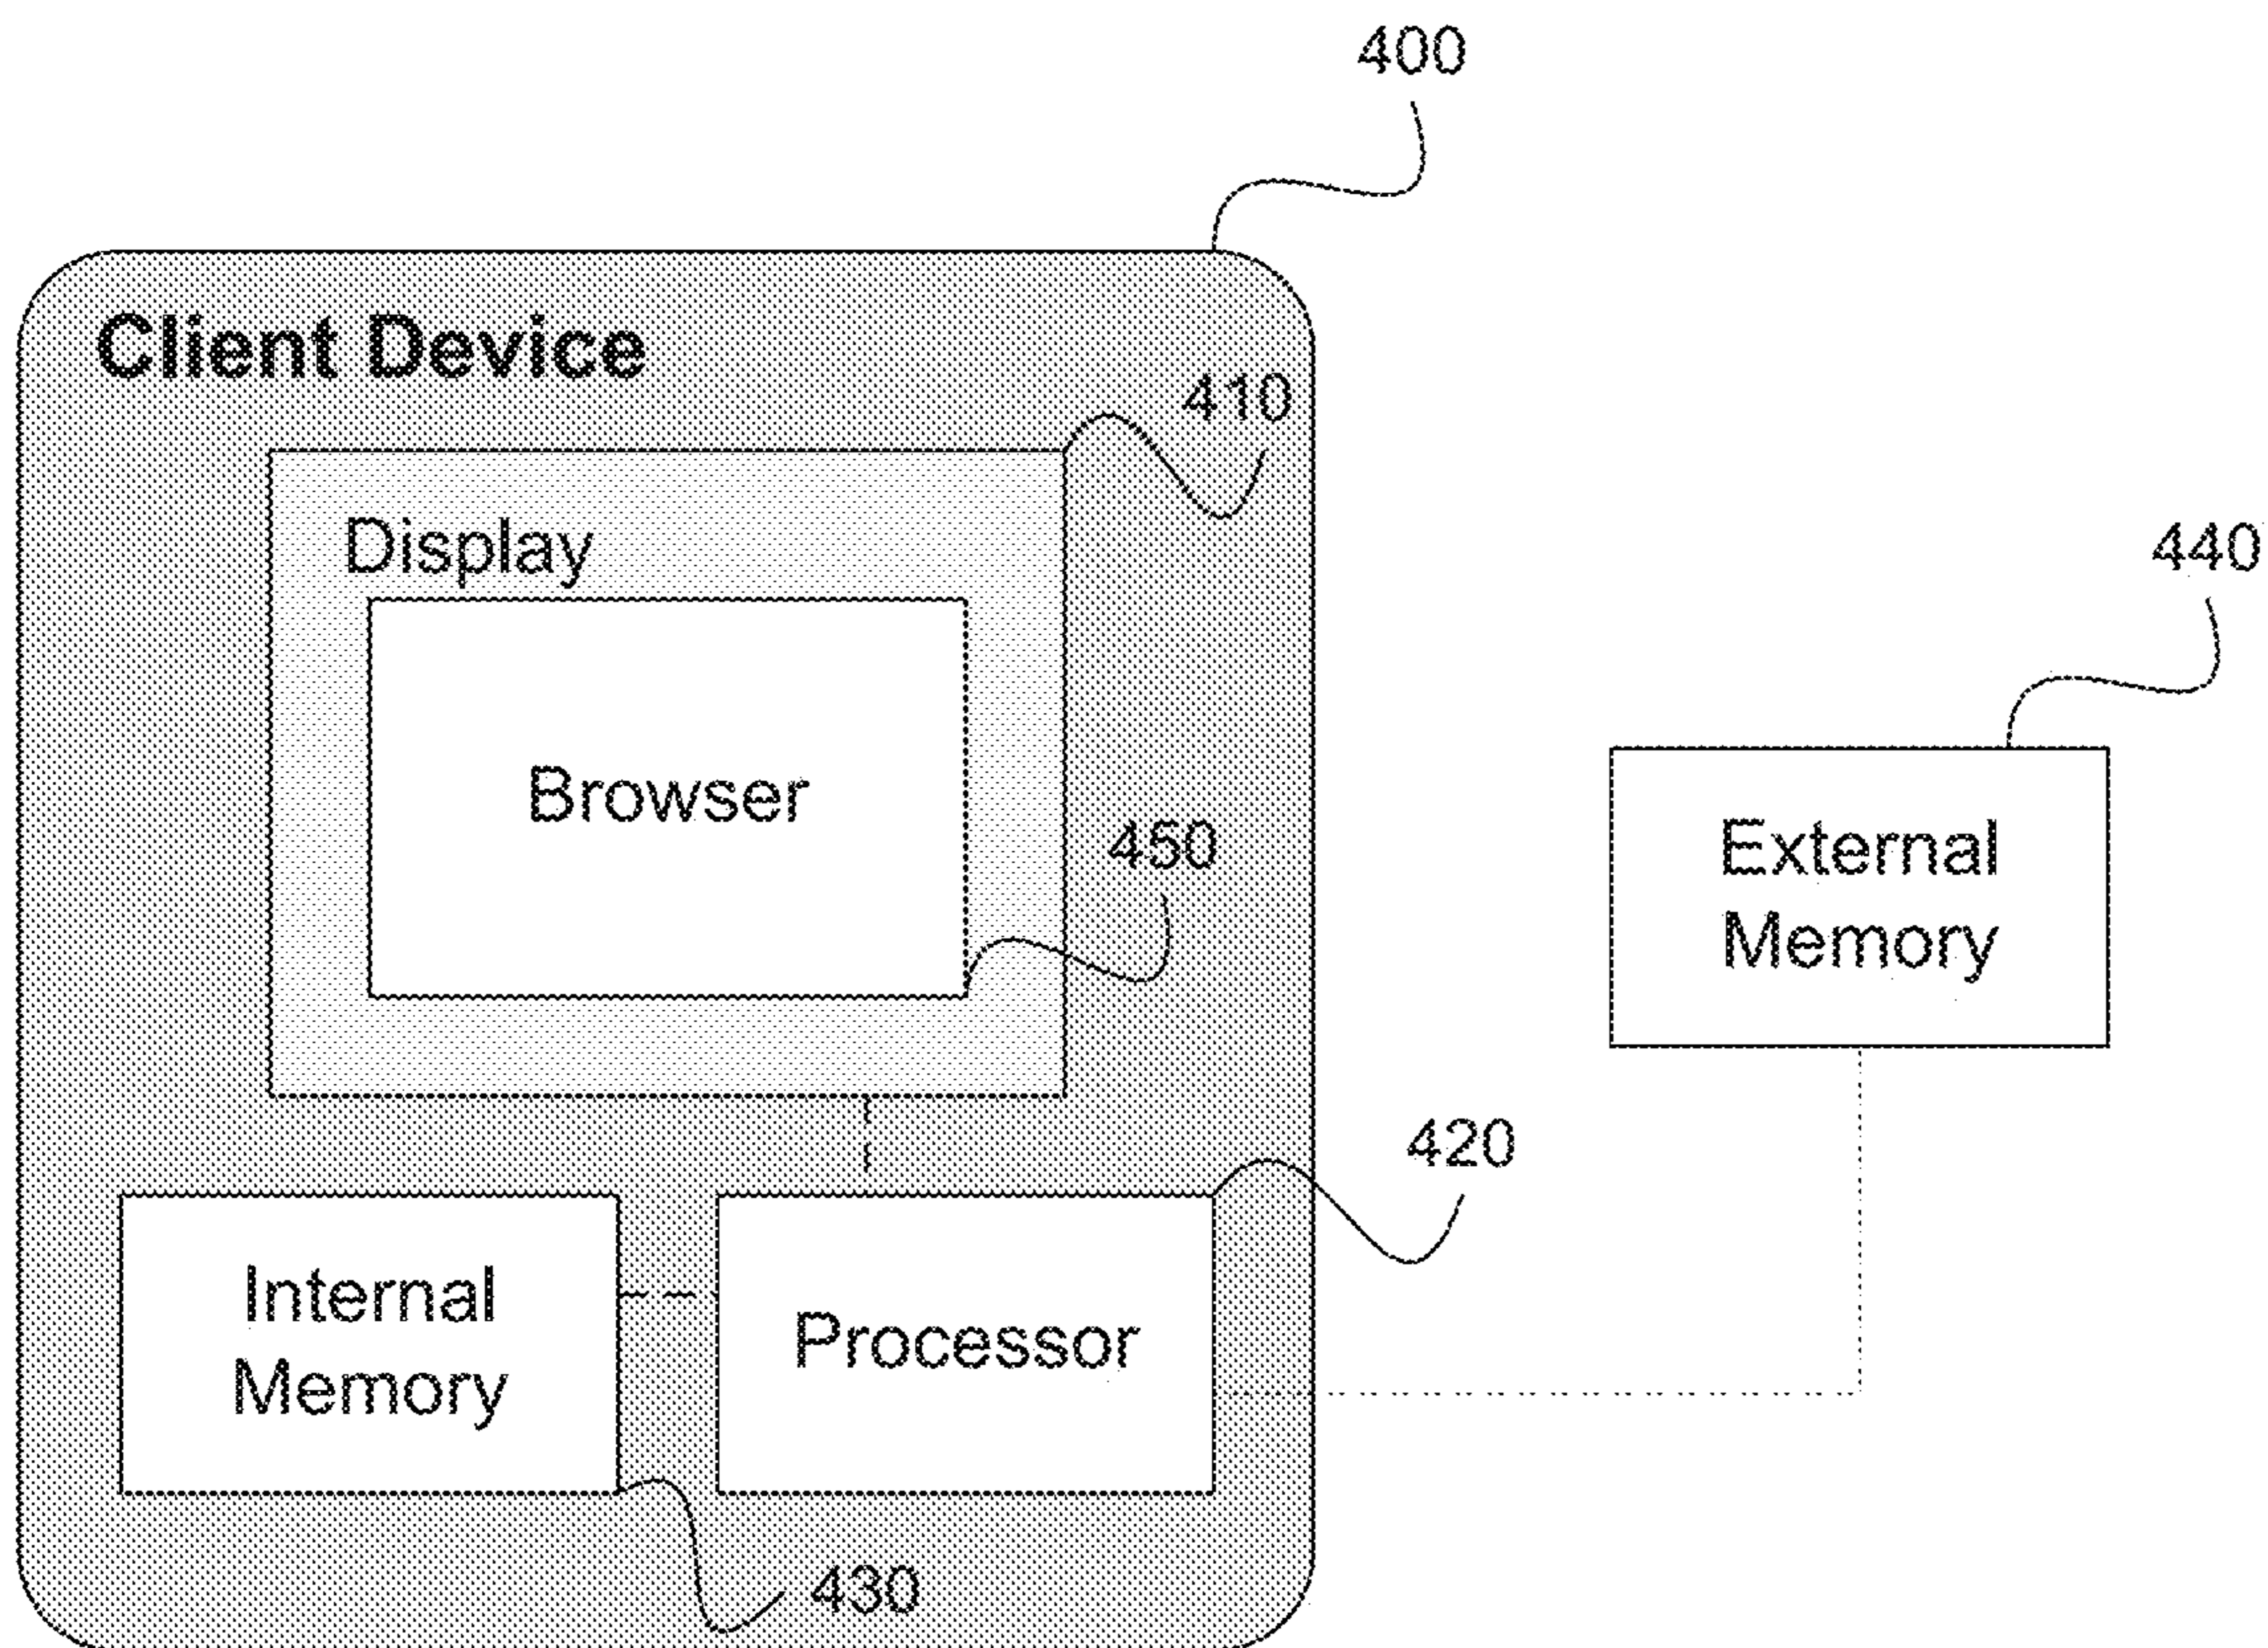 400
Client Device
410
Display
440
Browser
450
External
Memory
420
Internal
Memory
Processor
430